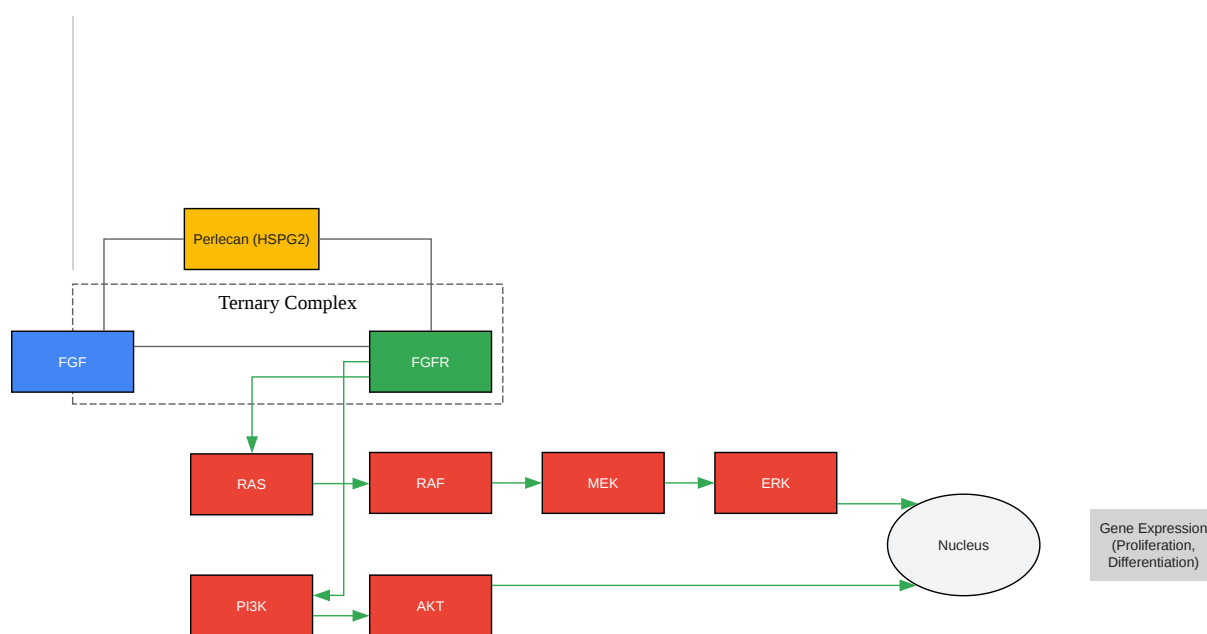 Perlecan (HSPG2)
Ternary Complex
FGF
FGFR
RAS
RAF
MEK
ERK
Nucleus
Gene Expression
(Proliferation,
Differentiation)
PI3K
AKT